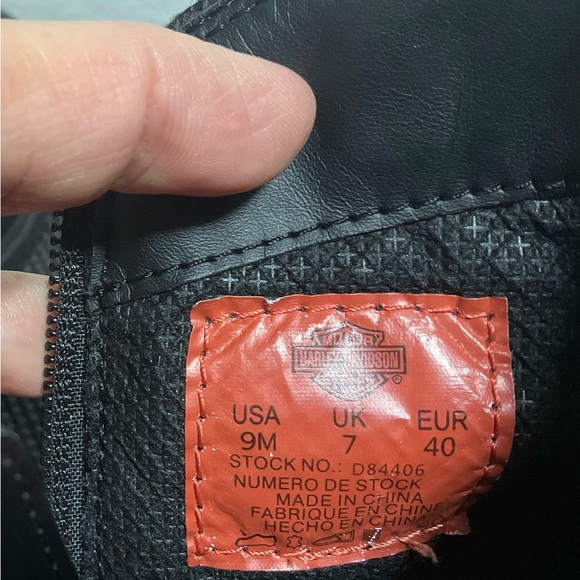 MOTOR
HARLEY-DAVIDSON
®
USA UK EUR
9M 7 40
STOCK NO.: D84406
NUMERO DE STOCK
MADE IN CHINA
FABRIQUE EN CHINE
HECHO EN CHINA